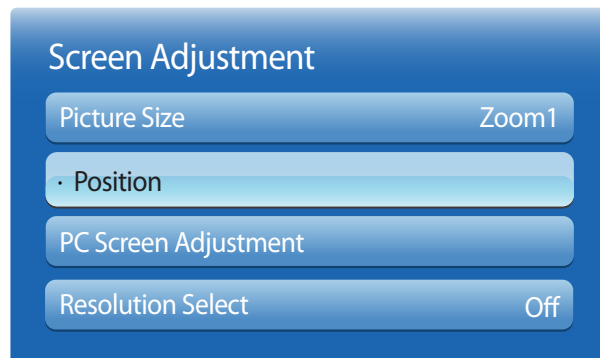 Screen Adjustment
Picture Size Zoom1
· Position
PC Screen Adjustment
Resolution Select Off